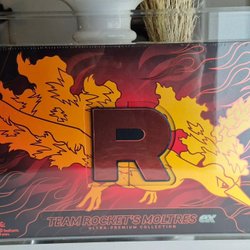 R
TEAM ROCKET'S MOLTRES ex
ULTRA-PREMIUM COLLECTION